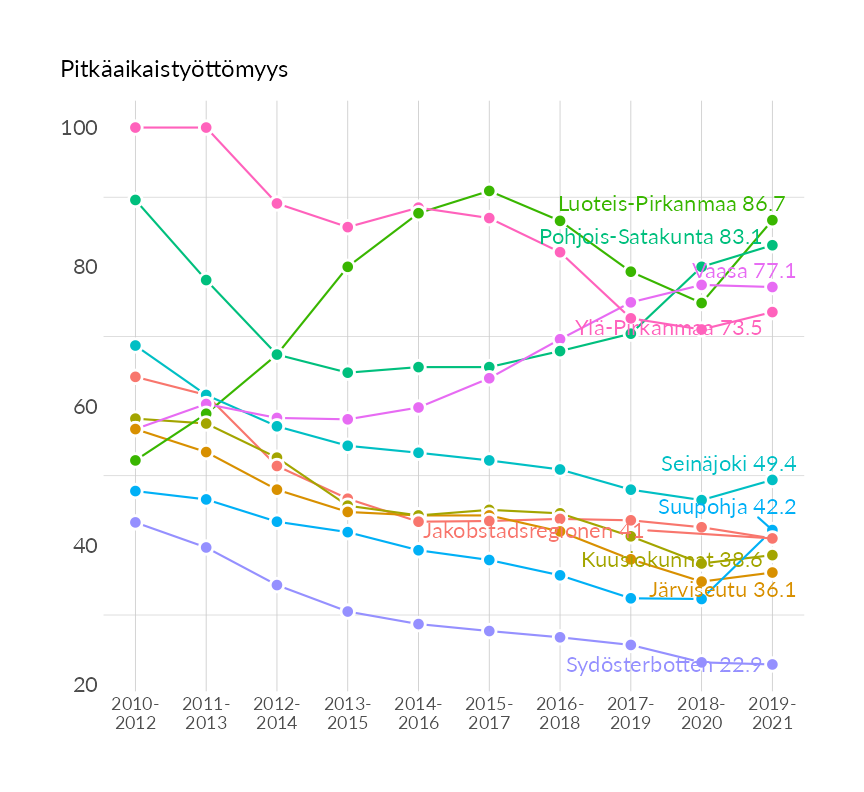 Pitkäaikaistyöttömyys
100
80
60
40
20
Luoteis-Pirkanmaa 86.7
Pohjois-Satakunta 83.1
Vaasa 77.1
Ylä-Pirkanmaa 73.5
Seinäjoki 49.4
Suupohja 42.2
Jakobstadsregionen 41
Kuusiokunnat 38.6
Järviseutu 36.1
Sydösterbotten 22.9
2010- 2011- 2012- 2013- 2014- 2015- 2016- 2017- 2018- 2019-
2012 2013 2014 2015 2016 2017 2018 2019 2020 2021